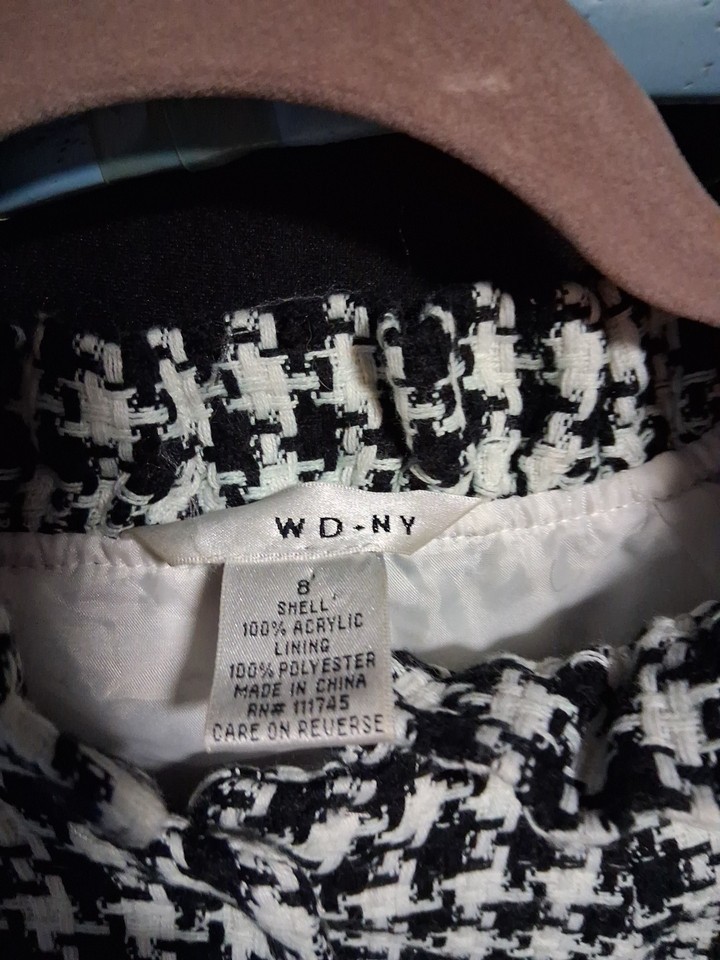 WD-NY
8
SHELL
100% ACRYLIC
LINING
100% POLYESTER
MADE IN CHINA
RN# 111745
CARE ON REVERSE